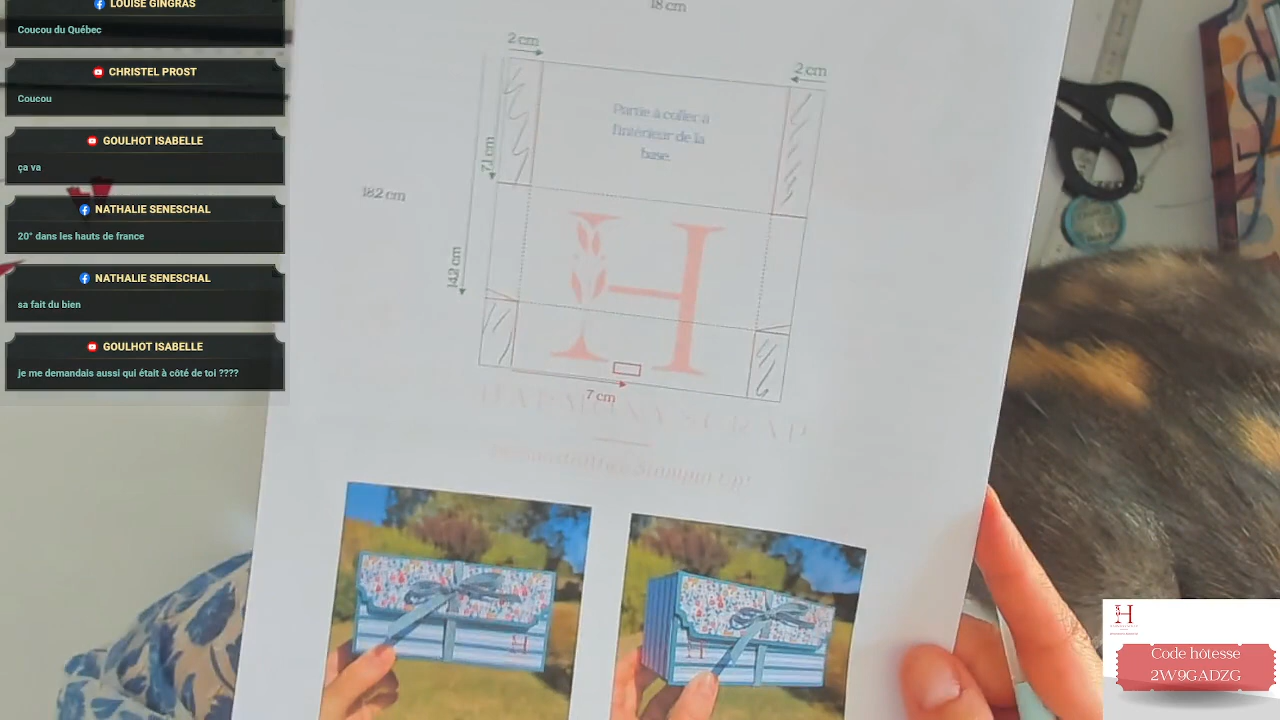 LOUISE GINGRAS
Coucou du Québec
CHRISTEL PROST
Coucou
GOULHOT ISABELLE
ça va
NATHALIE SENESCHAL
20° dans les hauts de france
NATHALIE SENESCHAL
sa fait du bien
GOULHOT ISABELLE
je me demandais aussi qui était à côté de toi ????
18 cm
2 cm
2 cm
Partie à coller à
l'intérieur de la
base.
7,1 cm
18,2 cm
14,2 cm
H
7 cm
HARMONY SCRAP
H
H
H
Code hôtesse
2W9GADZG